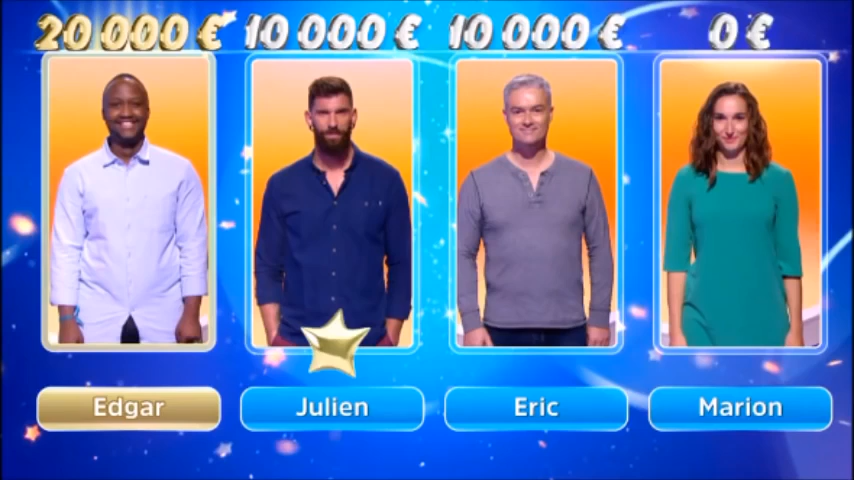 20 000 € 10 000 € 10 000 € 0 €
Edgar Julien Eric Marion